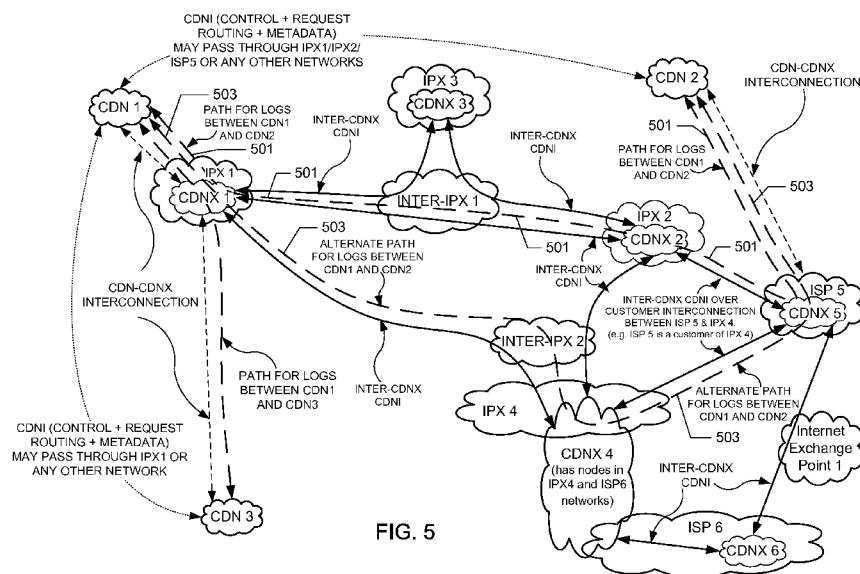 CDNI (CONTROL + REQUEST
ROUTING + METADATA)
MAY PASS THROUGH IPX1/IPX2/
ISP5 OR ANY OTHER NETWORKS
CDN 1
503
PATH FOR LOGS
BETWEEN CDN1
AND CDN2
501
IPX 1
CDNX 1
501
INTER-CDNX
CDNI
IPX 3
CDNX 3
INTER-IPX 1
INTER-CDNX
CDNI
501
CDN 2
CDN-CDNX
INTERCONNECTION
501
PATH FOR LOGS
BETWEEN CDN1
AND CDN2
503
IPX 2
CDNX 2
INTER-CDNX
CDNI
501
ISP 5
CDNX 5
503
ALTERNATE PATH
FOR LOGS BETWEEN
CDN1 AND CDN2
INTER-CDNX CDNI OVER
CUSTOMER INTERCONNECTION
BETWEEN ISP 5 & IPX 4.
(e.g. ISP 5 is a customer of IPX 4)
CDN-CDNX
INTERCONNECTION
INTER-IPX 2
PATH FOR LOGS
BETWEEN CDN1
AND CDN3
INTER-CDNX
CDNI
ALTERNATE PATH
FOR LOGS BETWEEN
CDN1 AND CDN2
503
IPX 4
CDNX 4
(has nodes in
IPX4 and ISP6
networks)
Internet
Exchange
Point 1
CDNI (CONTROL + REQUEST
ROUTING + METADATA)
MAY PASS THROUGH IPX1 OR
ANY OTHER NETWORK
INTER-CDNX
CDNI
CDN 3
FIG. 5
ISP 6
CDNX 6